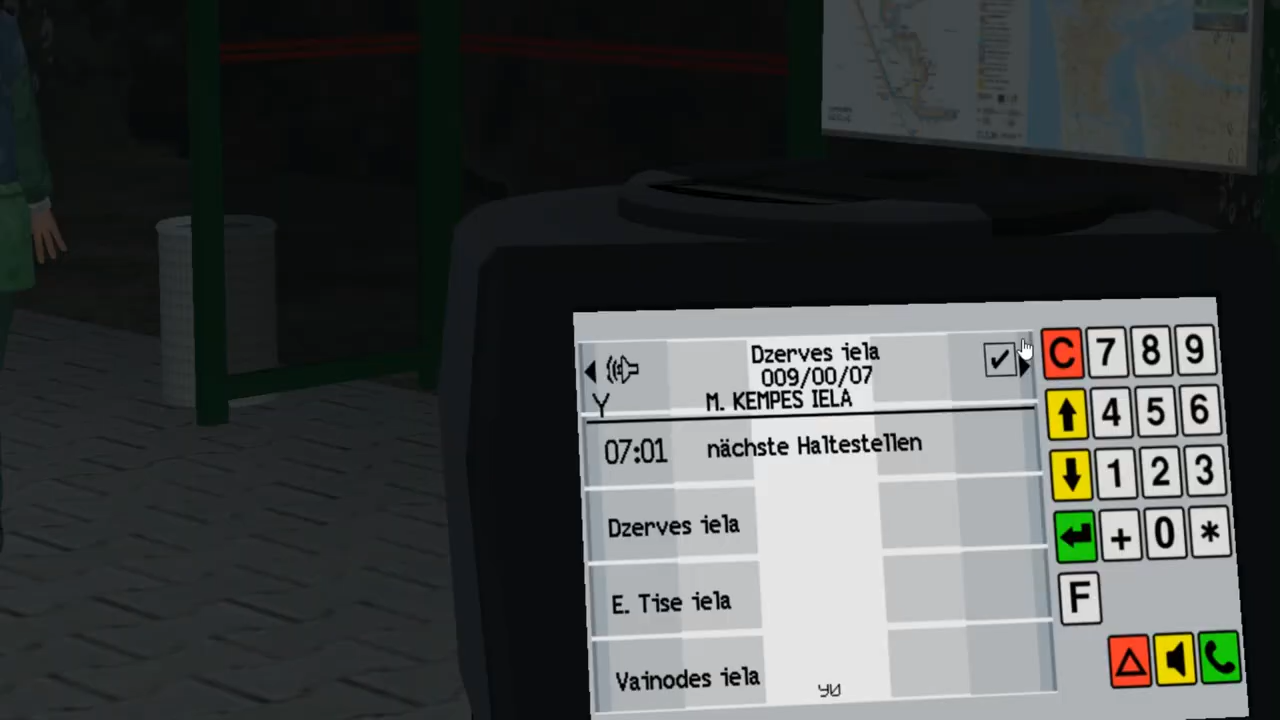 Dzerves iela
009/00/07
Y M. KEMPES IELA
07:01 nächste Haltestellen
Dzerves iela
E. Tise iela
Vainodes iela
C 7 8 9
4 5 6
1 2 3
+ 0 *
F